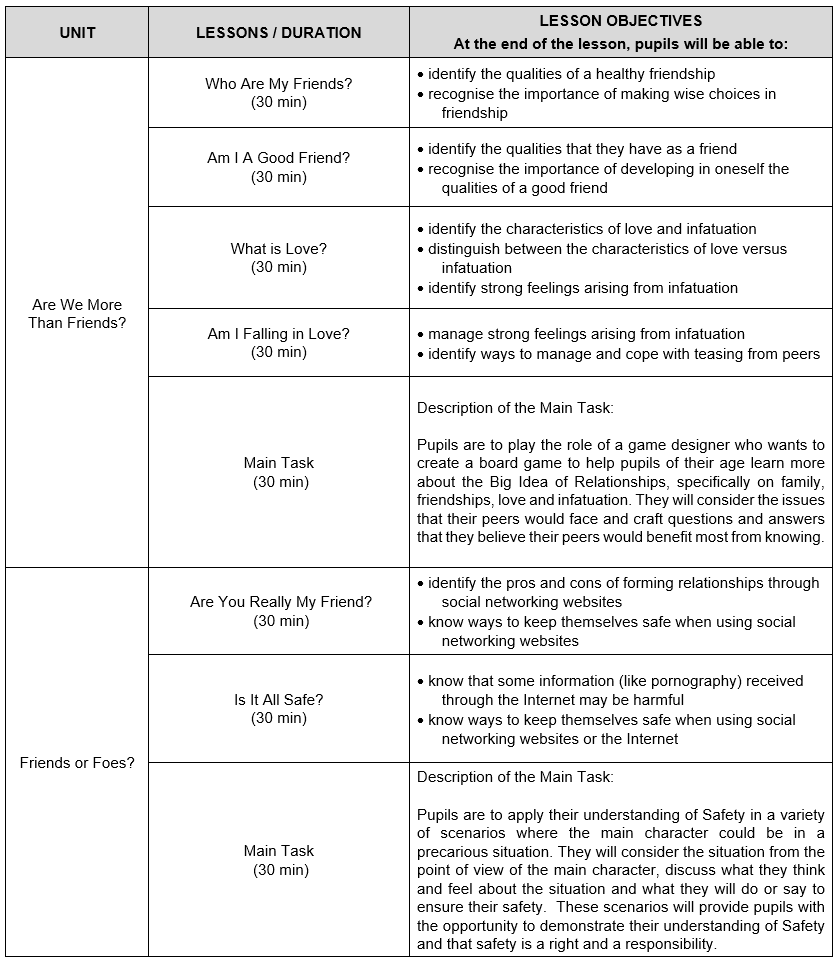 UNIT
LESSONS / DURATION
LESSON OBJECTIVES
At the end of the lesson, pupils will be able to:
Are We More
Than Friends?
Who Are My Friends?
(30 min)
• identify the qualities of a healthy friendship
• recognise the importance of making wise choices in
friendship
Am I A Good Friend?
(30 min)
• identify the qualities that they have as a friend
• recognise the importance of developing in oneself the
qualities of a good friend
What is Love?
(30 min)
• identify the characteristics of love and infatuation
• distinguish between the characteristics of love versus
infatuation
• identify strong feelings arising from infatuation
Am I Falling in Love?
(30 min)
• manage strong feelings arising from infatuation
• identify ways to manage and cope with teasing from peers
Main Task
(30 min)
Description of the Main Task:
Pupils are to play the role of a game designer who wants to
create a board game to help pupils of their age learn more
about the Big Idea of Relationships, specifically on family,
friendships, love and infatuation. They will consider the issues
that their peers would face and craft questions and answers
that they believe their peers would benefit most from knowing.
Friends or Foes?
Are You Really My Friend?
(30 min)
• identify the pros and cons of forming relationships through
social networking websites
• know ways to keep themselves safe when using social
networking websites
Is It All Safe?
(30 min)
• know that some information (like pornography) received
through the Internet may be harmful
• know ways to keep themselves safe when using social
networking websites or the Internet
Main Task
(30 min)
Description of the Main Task:
Pupils are to apply their understanding of Safety in a variety
of scenarios where the main character could be in a
precarious situation. They will consider the situation from the
point of view of the main character, discuss what they think
and feel about the situation and what they will do or say to
ensure their safety. These scenarios will provide pupils with
the opportunity to demonstrate their understanding of Safety
and that safety is a right and a responsibility.